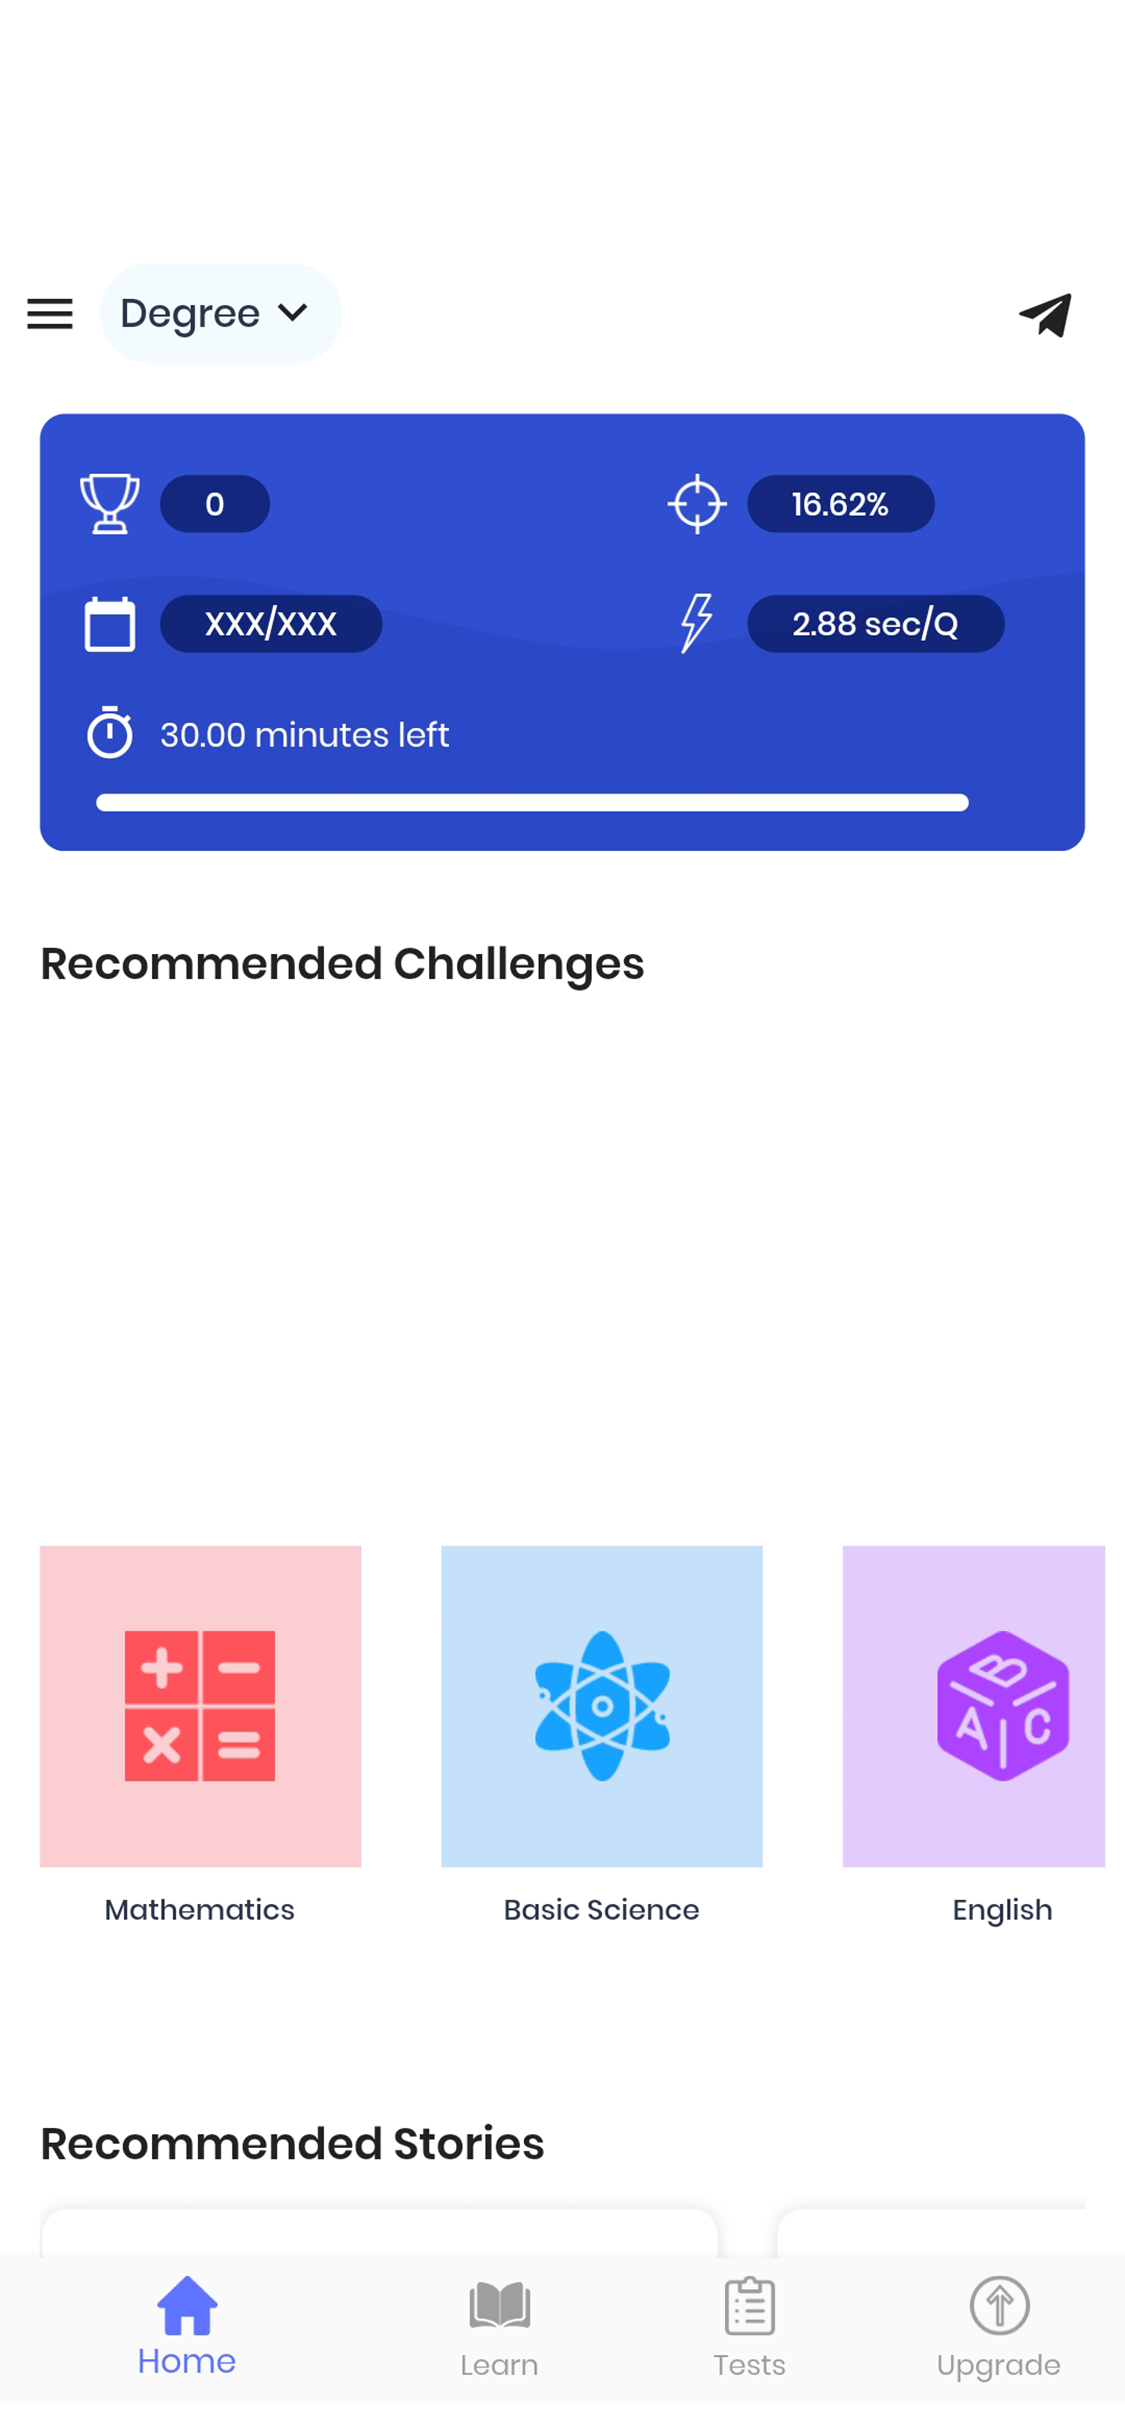 Degree
0
16.62%
XXX/XXX
2.88 sec/Q
30.00 minutes left
Recommended Challenges
A B C
Mathematics
Basic Science
English
Recommended Stories
Home
Learn
Tests
Upgrade